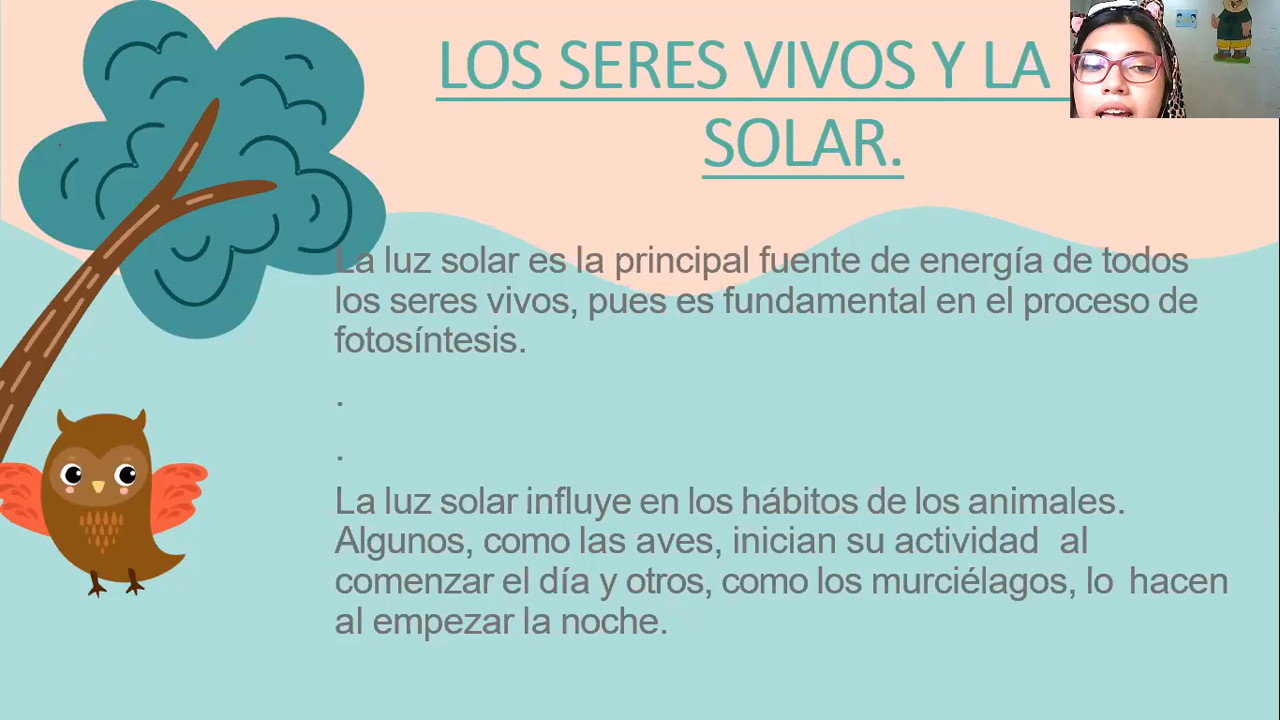 LOS SERES VIVOS Y LA
SOLAR.
La luz solar es la principal fuente de energía de todos
los seres vivos, pues es fundamental en el proceso de
fotosíntesis.
.
.
La luz solar influye en los hábitos de los animales.
Algunos, como las aves, inician su actividad al
comenzar el día y otros, como los murciélagos, lo hacen
al empezar la noche.